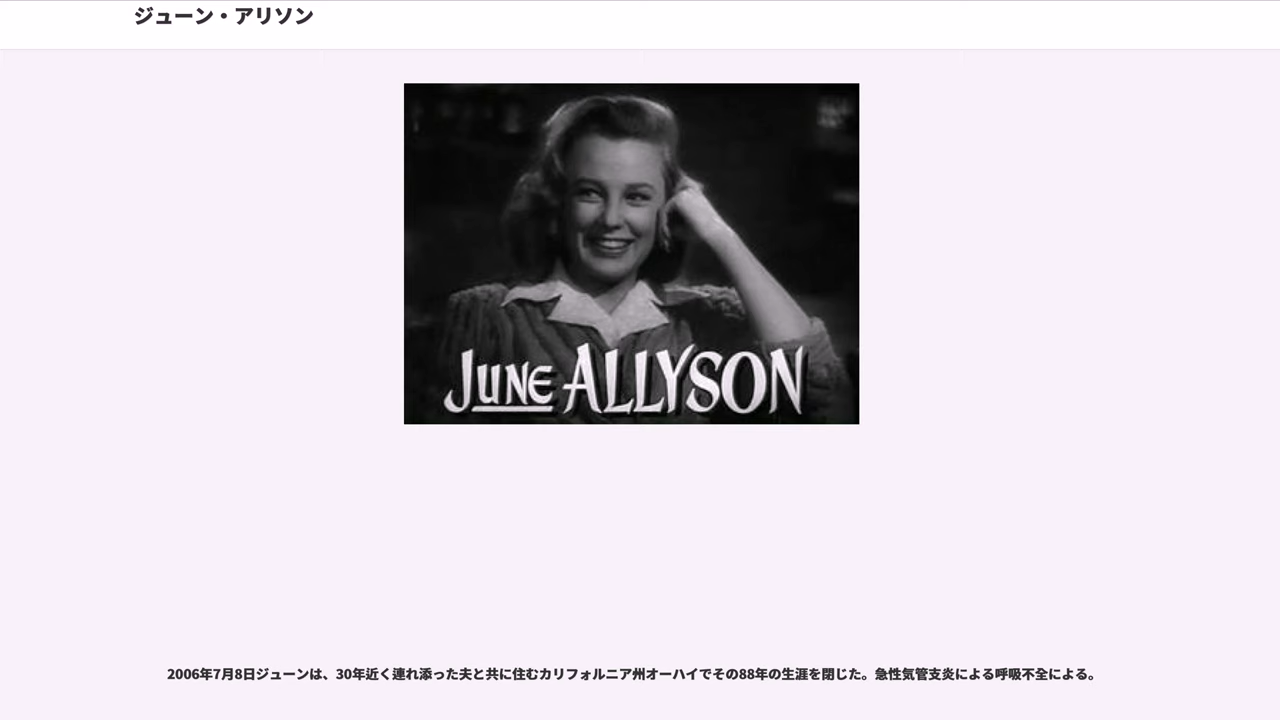 ジューン・アリソン
JUNE ALLYSON
2006年7月8日ジューンは、30年近く連れ添った夫と共に住むカリフォルニア州オーハイでその88年の生涯を閉じた。急性気管支炎による呼吸不全による。